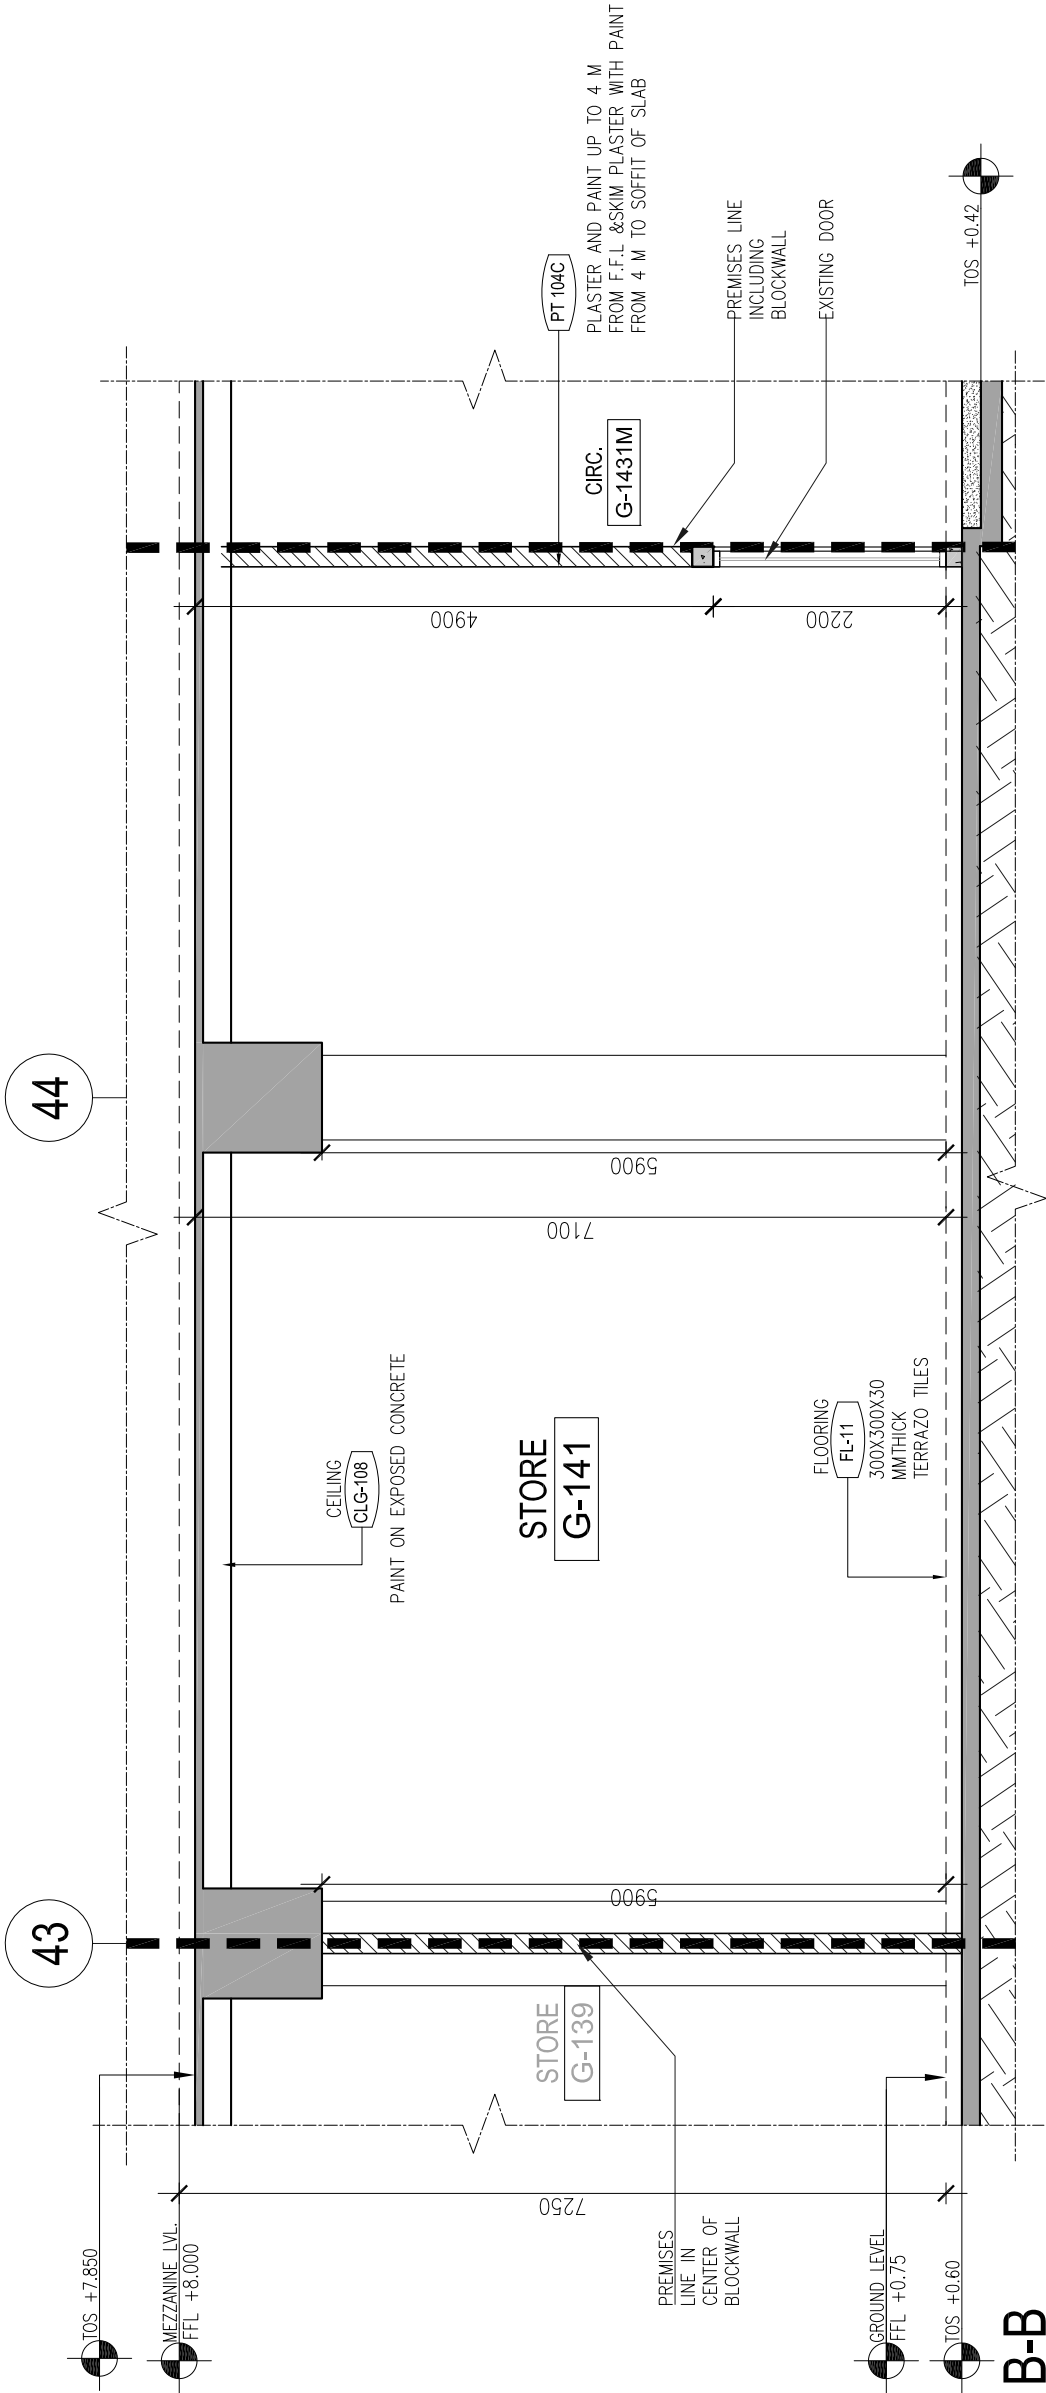 43
44
TOS +7.850
MEZZANINE LVL.
FFL +8.000
7250
PREMISES
LINE IN
CENTER OF
BLOCKWALL
GROUND LEVEL
FFL +0.75
TOS +0.60
STORE
G-139
5900
CEILING
CLG-108
PAINT ON EXPOSED CONCRETE
STORE
G-141
FLOORING
FL-11
300X300X30
MMTHICK
TERRAZO TILES
7100
5900
4900
2200
CIRC.
G-1431M
PT 104C
PLASTER AND PAINT UP TO 4 M
FROM F.F.L &SKIM PLASTER WITH PAINT
FROM 4 M TO SOFFIT OF SLAB
PREMISES LINE
INCLUDING
BLOCKWALL
EXISTING DOOR
TOS +0.42
B-B